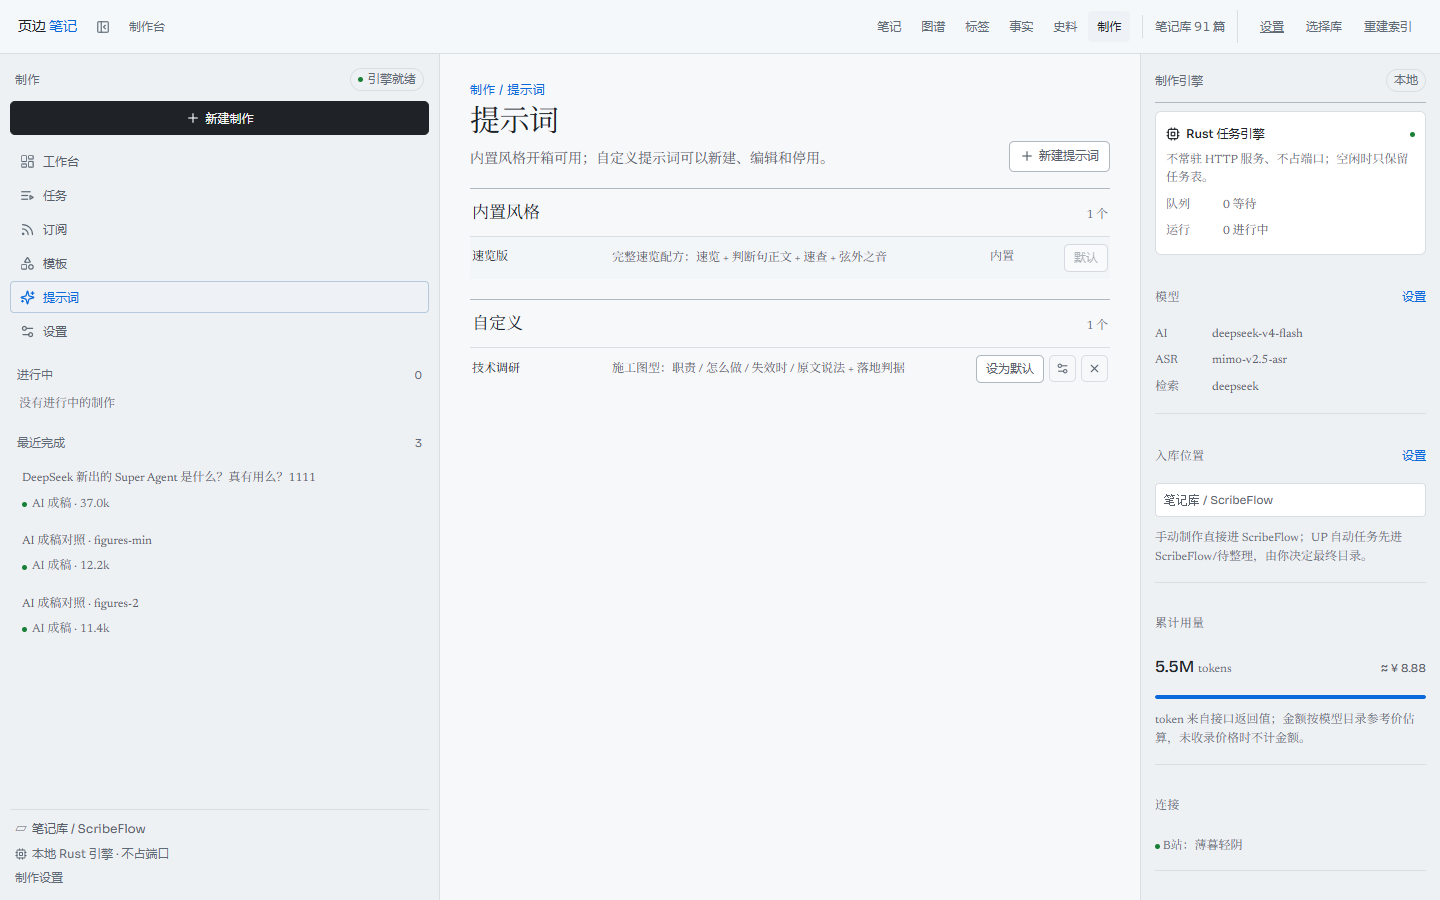 页边 笔记
制作台
笔记 图谱 标签 事实 史料 制作 笔记库 91 篇 设置 选择库 重建索引
制作
引擎就绪
新建制作
工作台
任务
订阅
模板
提示词
设置
进行中 0
没有进行中的制作
最近完成 3
DeepSeek 新出的 Super Agent 是什么？真有用么？1111
AI 成稿 · 37.0k
AI 成稿对照 · figures-min
AI 成稿 · 12.2k
AI 成稿对照 · figures-2
AI 成稿 · 11.4k
笔记库 / ScribeFlow
本地 Rust 引擎 · 不占端口
制作设置
制作 / 提示词
提示词
内置风格开箱可用；自定义提示词可以新建、编辑和停用。
新建提示词
内置风格 1 个
速览版 完整速览配方：速览 + 判断句正文 + 速查 + 弦外之音 内置 默认
自定义 1 个
技术调研 施工图型：职责 / 怎么做 / 失效时 / 原文说法 + 落地判据 设为默认
制作引擎 本地
Rust 任务引擎
不常驻 HTTP 服务、不占端口；空闲时只保留
任务表。
队列 0 等待
运行 0 进行中
模型 设置
AI deepseek-v4-flash
ASR mimo-v2.5-asr
检索 deepseek
入库位置 设置
笔记库 / ScribeFlow
手动制作直接进 ScribeFlow；UP 自动任务先进
ScribeFlow/待整理，由你决定最终目录。
累计用量
5.5M tokens ≈ ¥ 8.88
token 来自接口返回值；金额按模型目录参考价估
算，未收录价格时不计金额。
连接
B站：薄暮轻阴